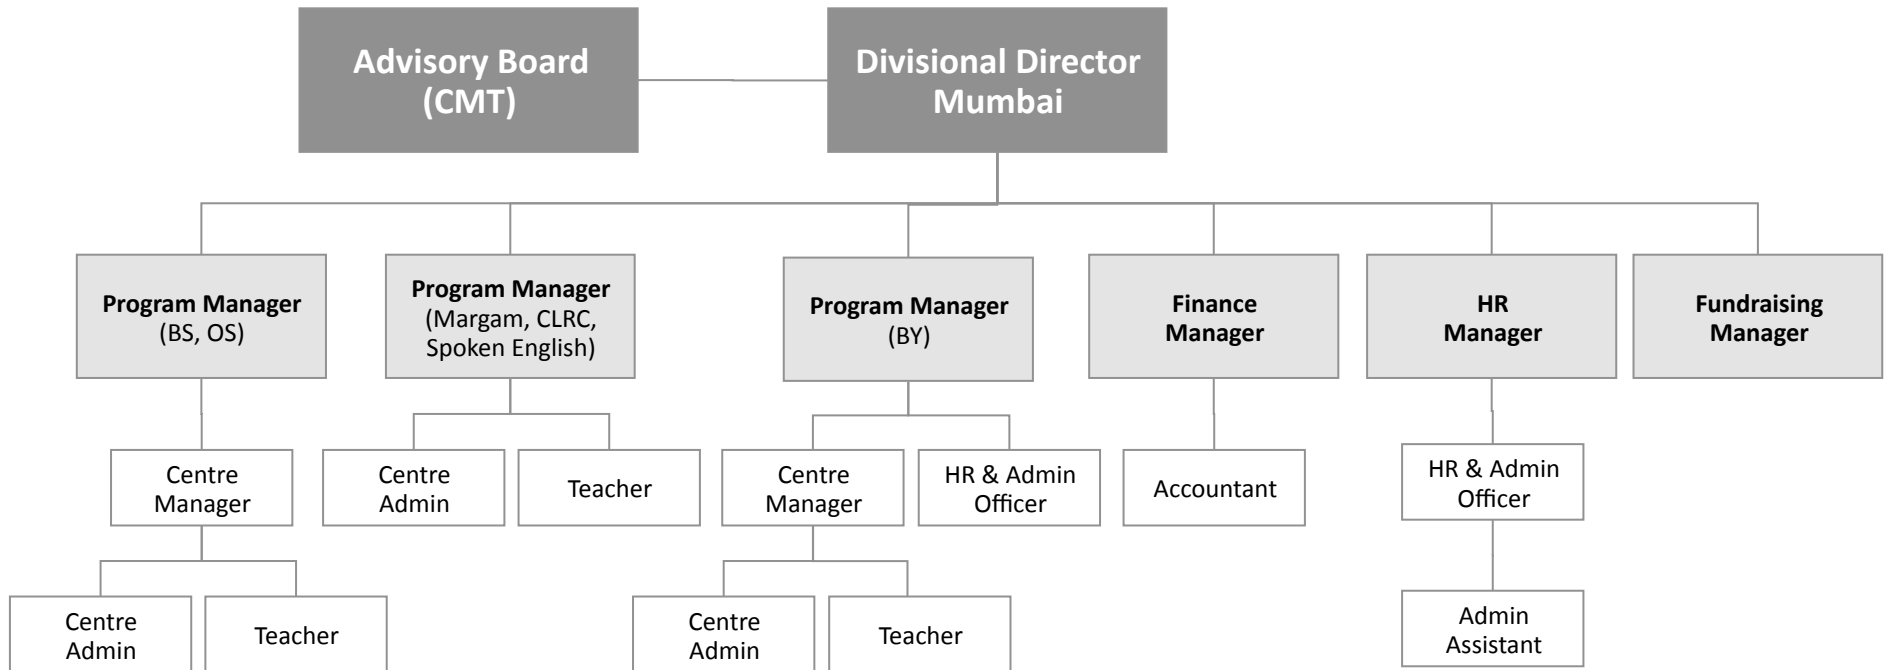 Advisory Board
(CMT)
Divisional Director
Mumbai
Program Manager
(BS, OS)
Program Manager
(Margam, CLRC,
Spoken English)
Program Manager
(BY)
Finance
Manager
HR
Manager
Fundraising
Manager
Centre
Manager
Centre
Admin
Teacher
Centre
Manager
HR & Admin
Officer
Accountant
HR & Admin
Officer
Centre
Admin
Teacher
Centre
Admin
Teacher
Admin
Assistant